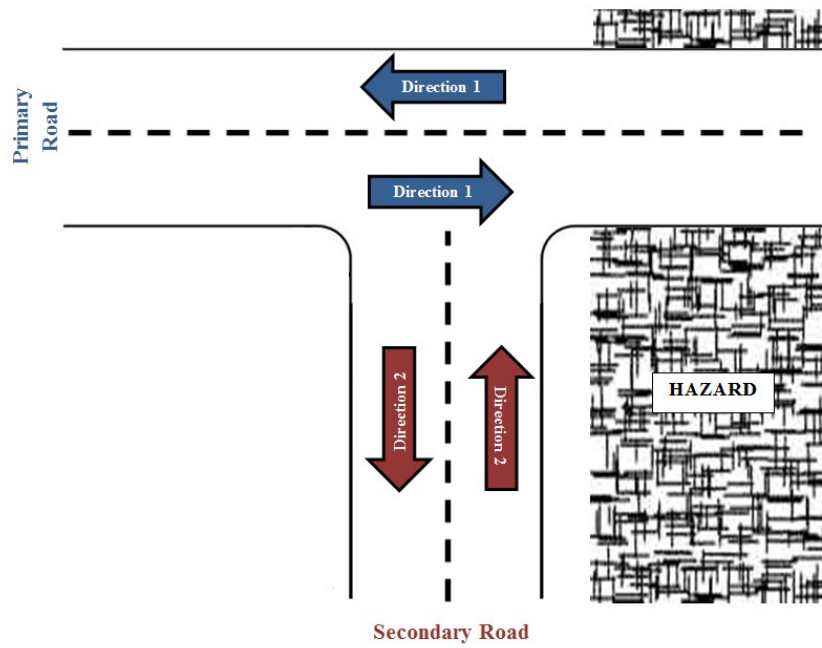 Direction 1
Primary
Road
Direction 1
HAZARD
Direction 2
Direction 2
Secondary Road